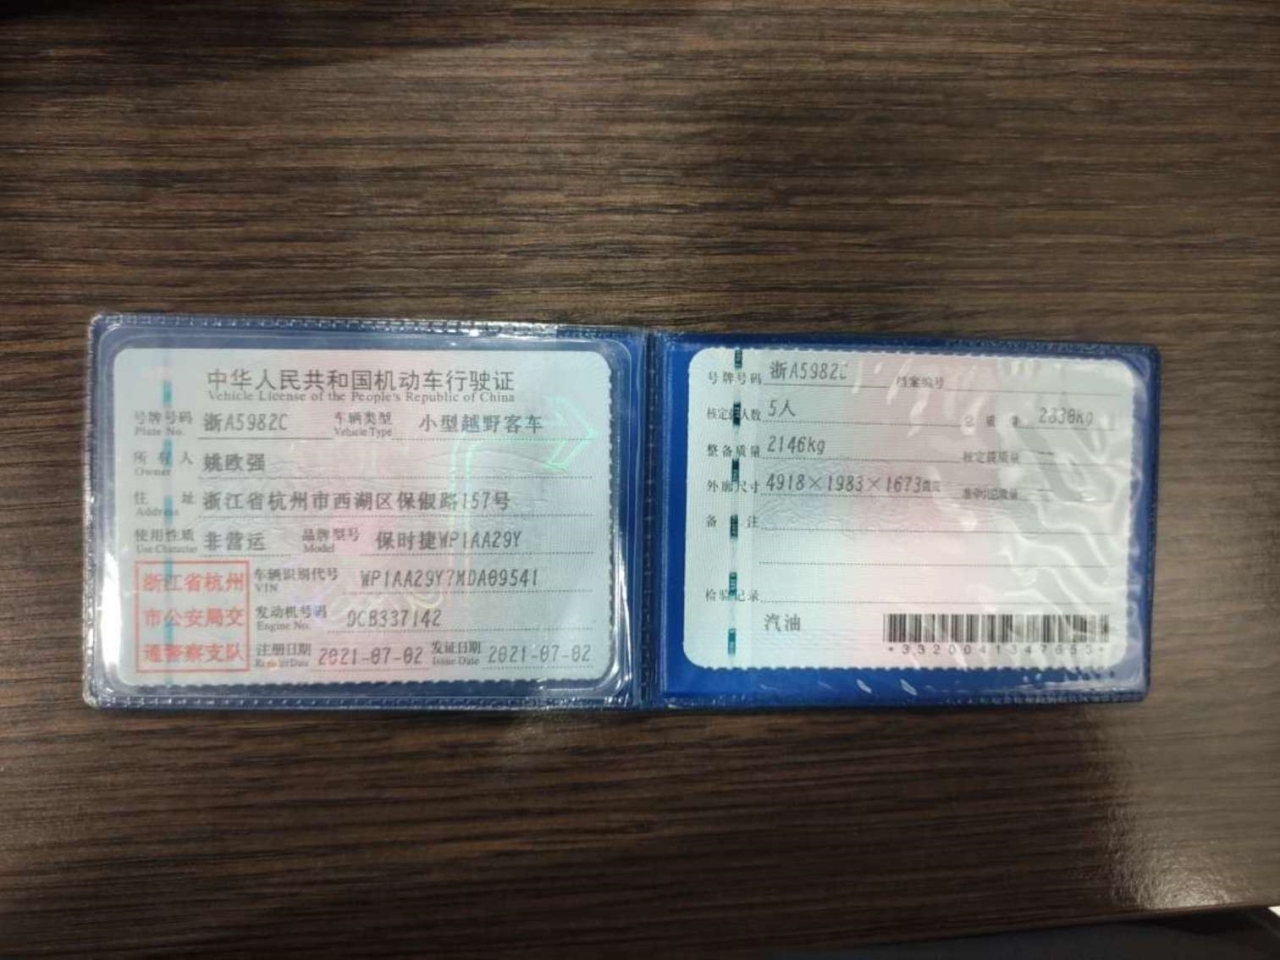 中华人民共和国机动车行驶证
Vehicle License of the People's Republic of China
号牌号码 浙A5982C 车辆类型 小型越野客车
Plate No. Vehicle Type
所有人 姚欧强
Owner
住址 浙江省杭州市西湖区保俶路157号
Address
使用性质 非营运 品牌型号 保时捷WP1AA29Y
Use Character Model
浙江省杭州
市公安局交
通警察支队
车辆识别代号 WP1AA29Y7MDA09541
VIN
发动机号码 DCB337142
Engine No.
注册日期 2021-07-02 发证日期 2021-07-02
Register Date Issue Date
号牌号码 浙A5982C 档案编号
核定载人数 5人 总质量
整备质量 2146kg 核定载质量
外廓尺寸 4918×1983×1673mm 准牵引总质量
备注
检验记录
汽油